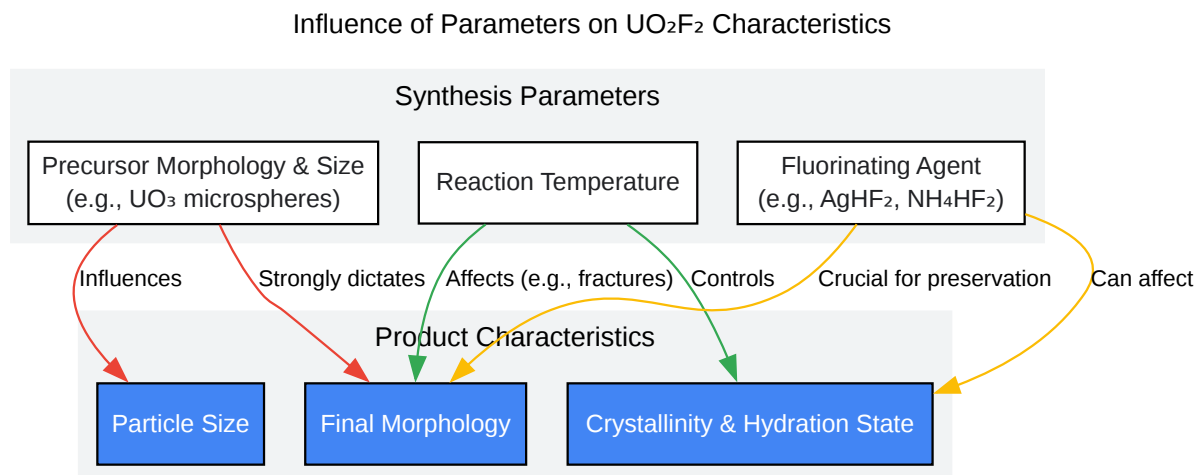 Influence of Parameters on UO₂F₂ Characteristics
Synthesis Parameters
Precursor Morphology & Size
(e.g., UO₃ microspheres)
Reaction Temperature
Fluorinating Agent
(e.g., AgHF₂, NH₄HF₂)
Influences
Strongly dictates
Affects (e.g., fractures)
Controls
Crucial for preservation
Can affect
Product Characteristics
Particle Size
Final Morphology
Crystallinity & Hydration State